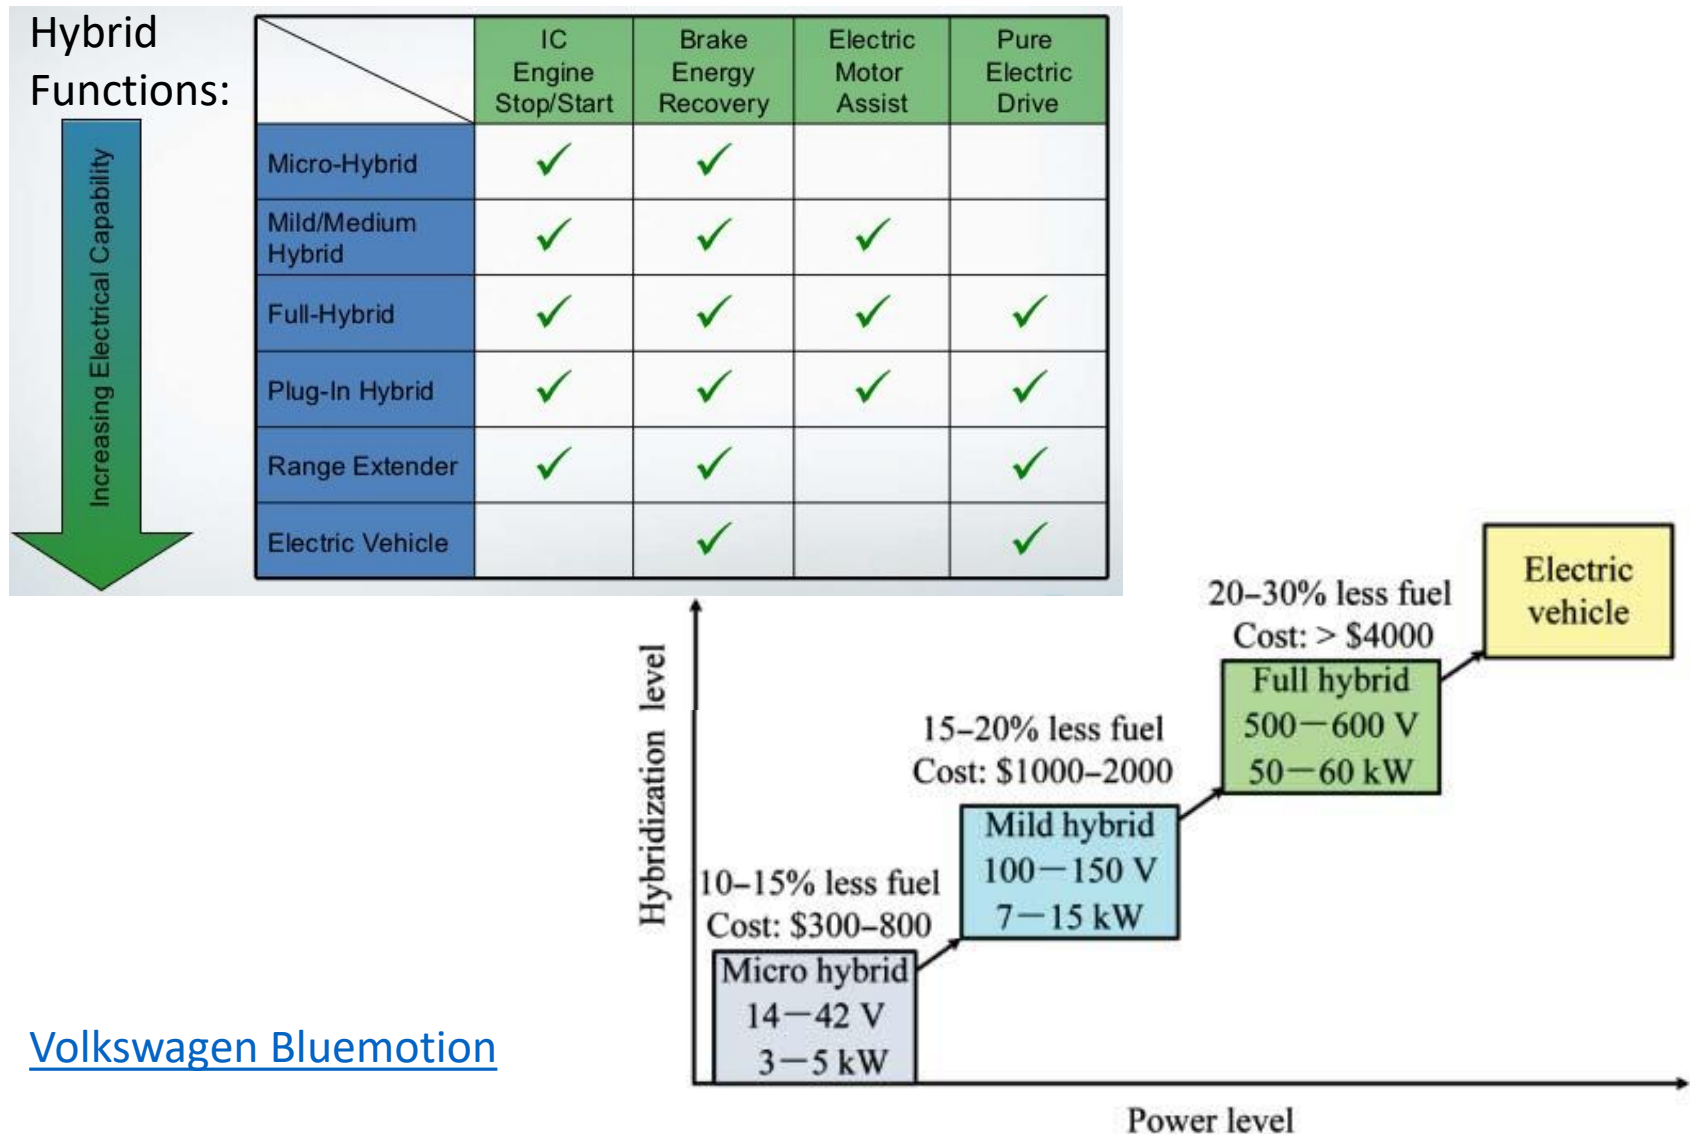 Hybrid
Functions:
Increasing Electrical Capability
IC
Engine
Stop/Start
Brake
Energy
Recovery
Electric
Motor
Assist
Pure
Electric
Drive
Micro-Hybrid
✓ ✓
Mild/Medium
Hybrid
✓ ✓ ✓
Full-Hybrid
✓ ✓ ✓ ✓
Plug-In Hybrid
✓ ✓ ✓ ✓
Range Extender
✓ ✓ ✓
Electric Vehicle
✓ ✓
Hybridization level
10–15% less fuel
Cost: $300–800
Micro hybrid
14—42 V
3—5 kW
15–20% less fuel
Cost: $1000–2000
Mild hybrid
100—150 V
7—15 kW
20–30% less fuel
Cost: > $4000
Full hybrid
500—600 V
50—60 kW
Electric
vehicle
Power level
Volkswagen Bluemotion